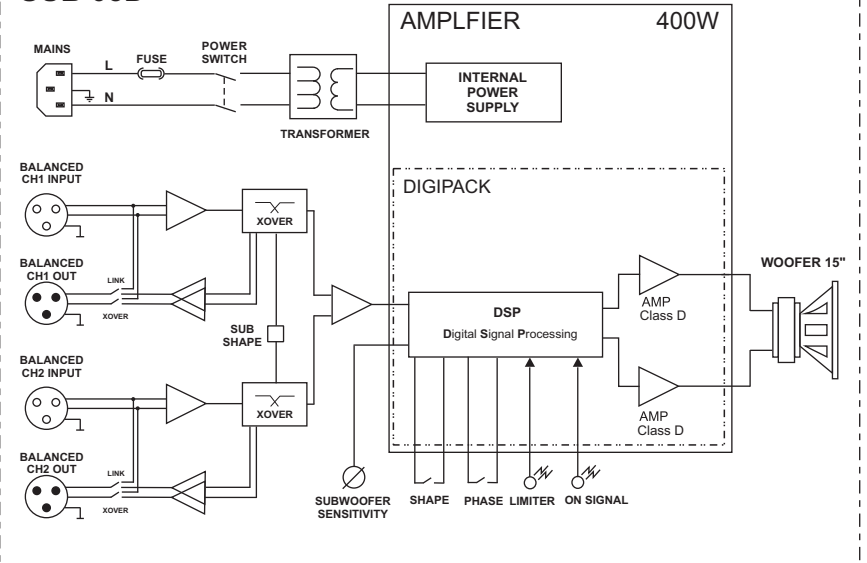 AMPLFIER 400W
MAINS
L
FUSE
POWER
SWITCH
N
TRANSFORMER
INTERNAL
POWER
SUPPLY
BALANCED
CH1 INPUT
XOVER
DIGIPACK
BALANCED
CH1 OUT
LINK
XOVER
SUB
SHAPE
DSP
Digital Signal Processing
AMP
Class D
WOOFER 15"
BALANCED
CH2 INPUT
XOVER
AMP
Class D
BALANCED
CH2 OUT
LINK
XOVER
SUBWOOFER
SENSITIVITY
SHAPE
PHASE
LIMITER
ON SIGNAL